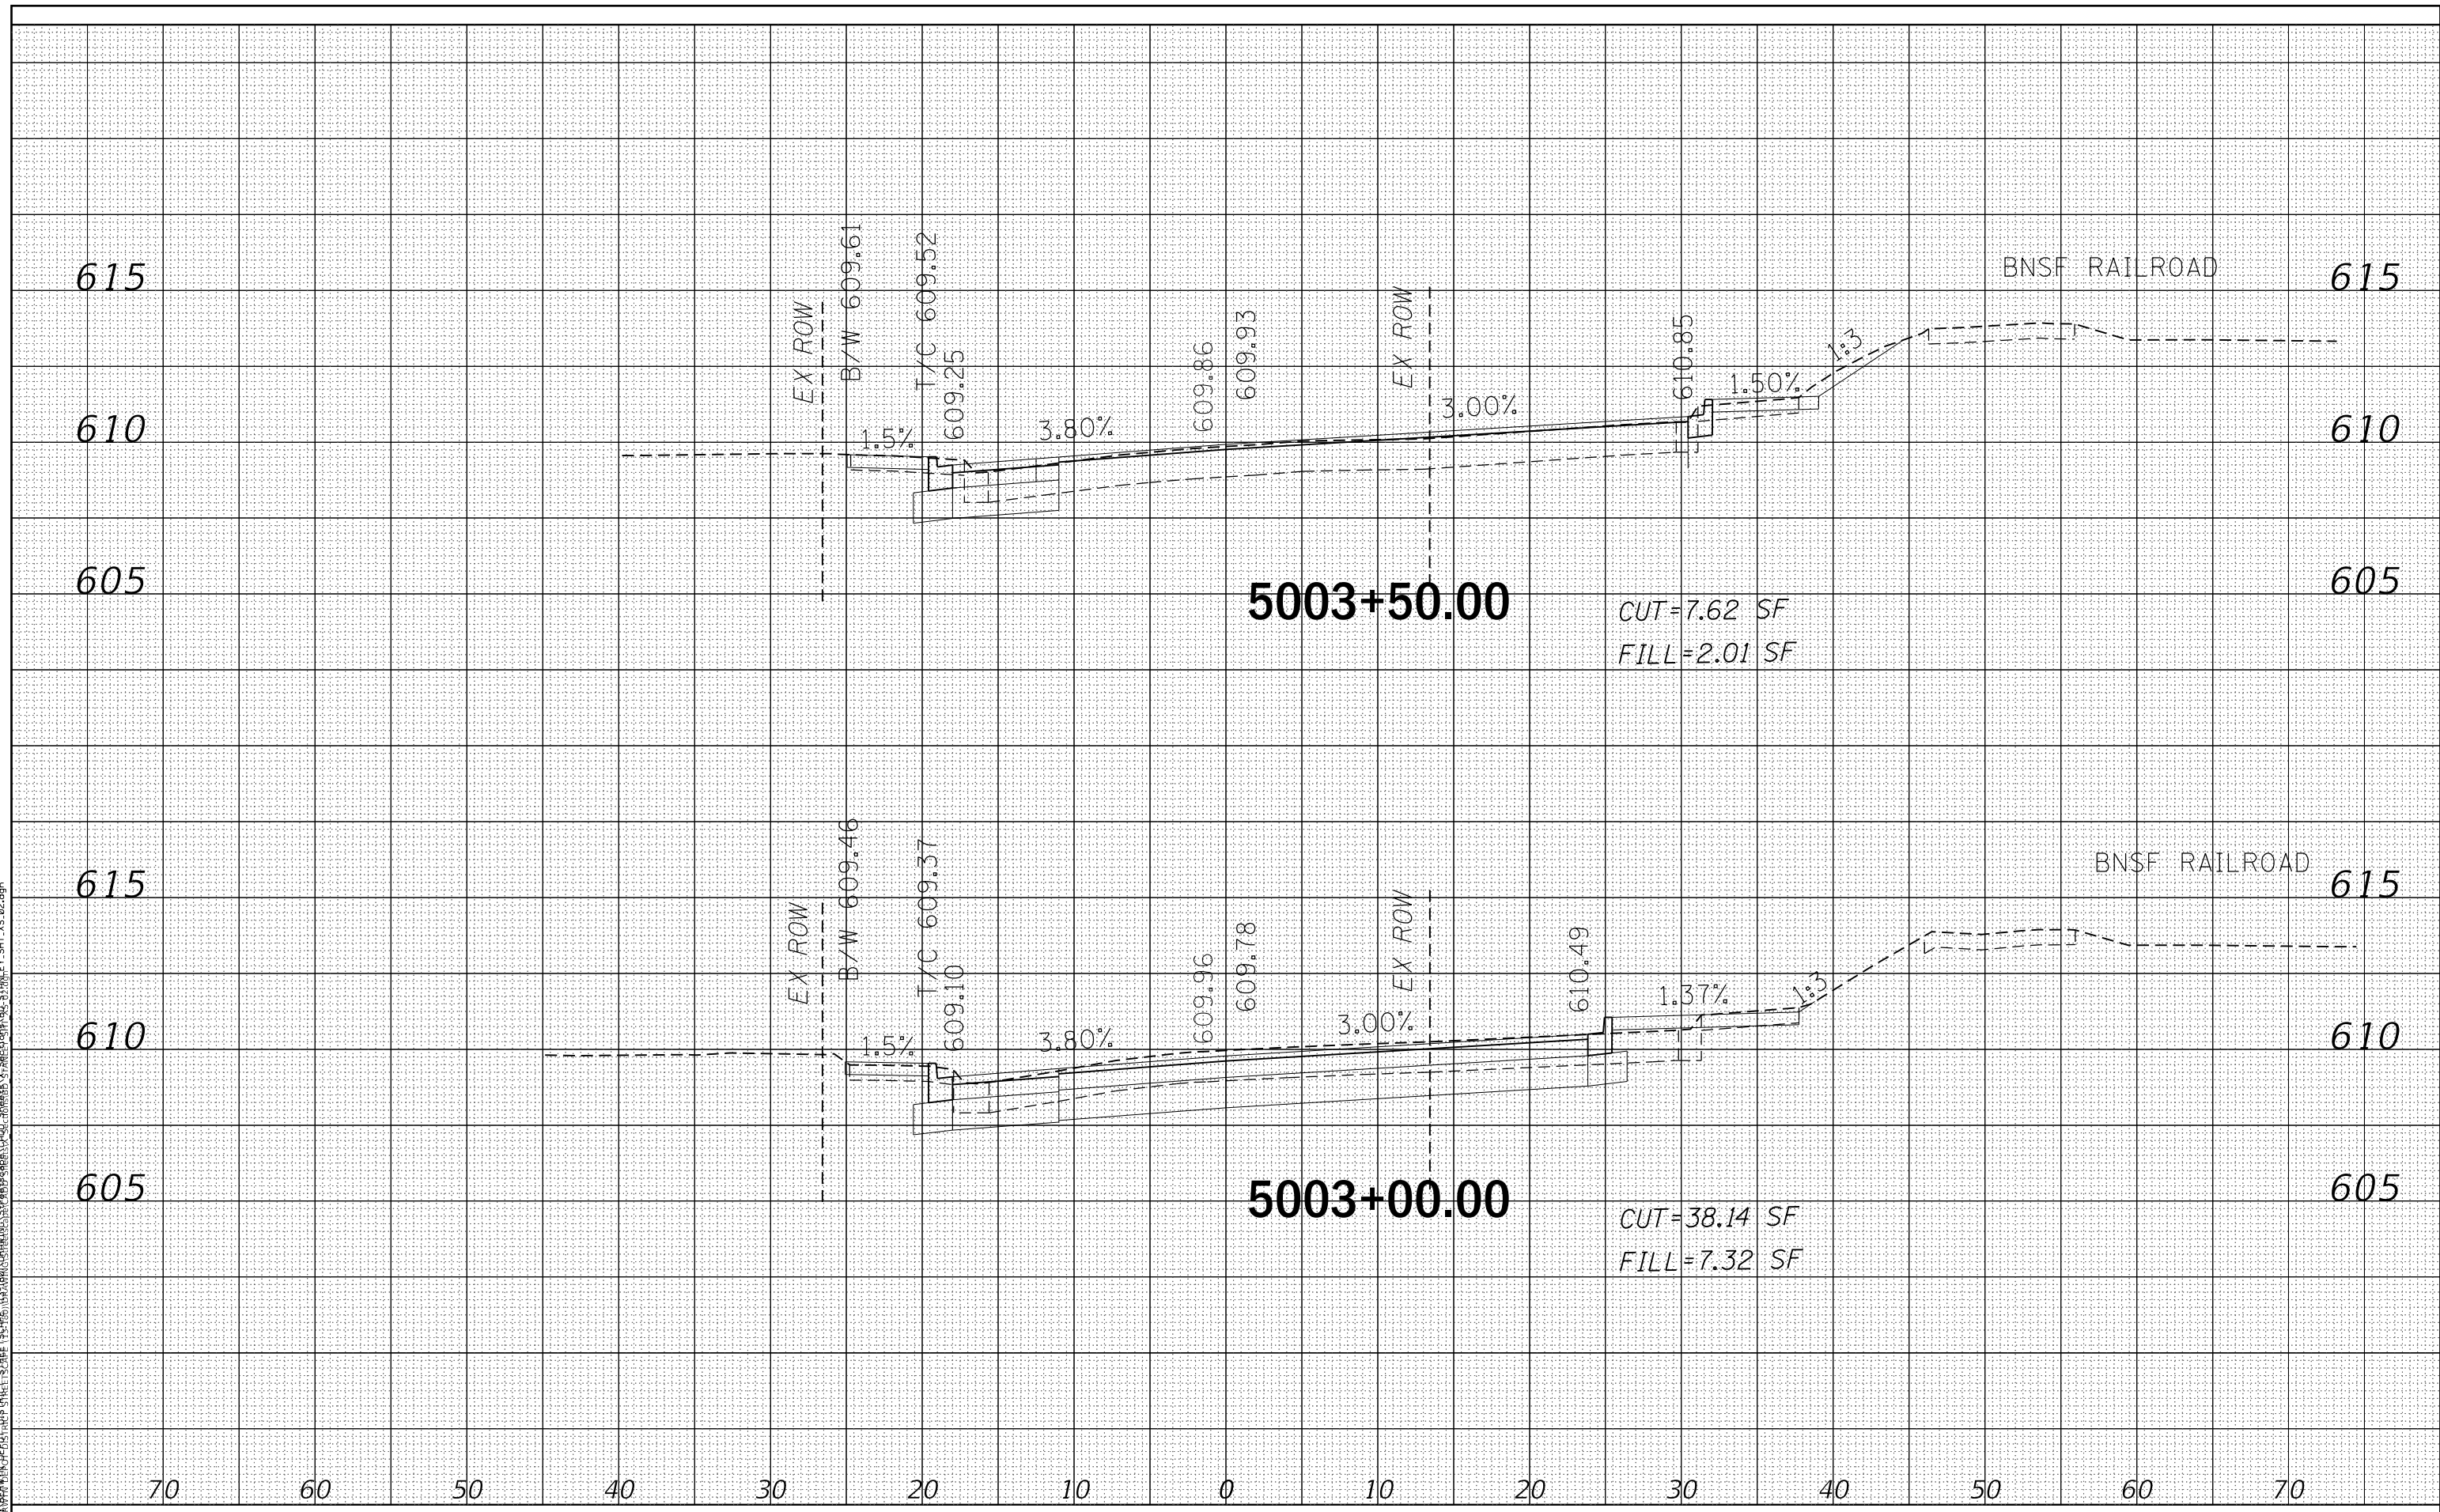 615
EX ROW
B/W 609.61
T/C 609.52
609.25
609.86
609.93
EX ROW
610.85
BNSF RAILROAD
615
610
1.5%
3.80%
3.00%
1.50%
1:3
610
605
5003+50.00
CUT=7.62 SF
FILL=2.01 SF
605
615
EX ROW
B/W 609.46
T/C 609.37
609.10
609.96
609.78
EX ROW
610.49
BNSF RAILROAD
615
610
1.5%
3.80%
3.00%
1.37%
1:3
610
605
5003+00.00
CUT=38.14 SF
FILL=7.32 SF
605
70 60 50 40 30 20 10 0 10 20 30 40 50 60 70